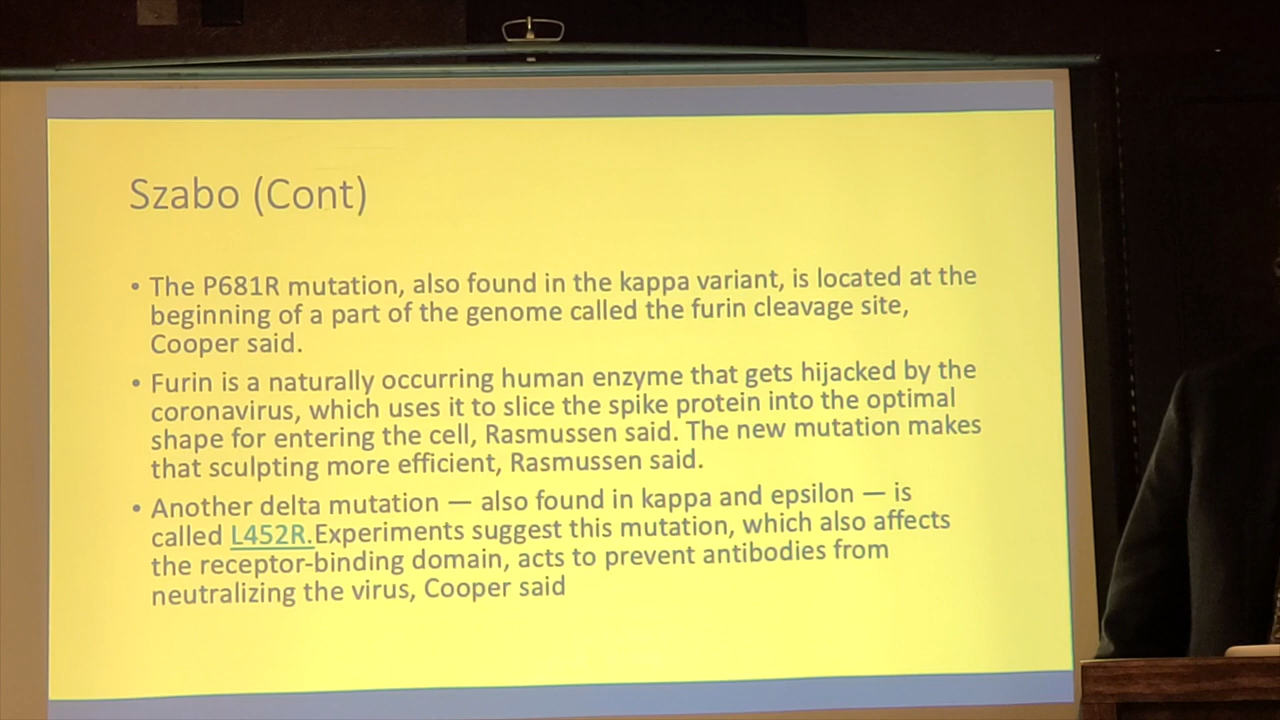 Szabo (Cont)
• The P681R mutation, also found in the kappa variant, is located at the
beginning of a part of the genome called the furin cleavage site,
Cooper said.
• Furin is a naturally occurring human enzyme that gets hijacked by the
coronavirus, which uses it to slice the spike protein into the optimal
shape for entering the cell, Rasmussen said. The new mutation makes
that sculpting more efficient, Rasmussen said.
• Another delta mutation — also found in kappa and epsilon — is
called L452R.Experiments suggest this mutation, which also affects
the receptor-binding domain, acts to prevent antibodies from
neutralizing the virus, Cooper said